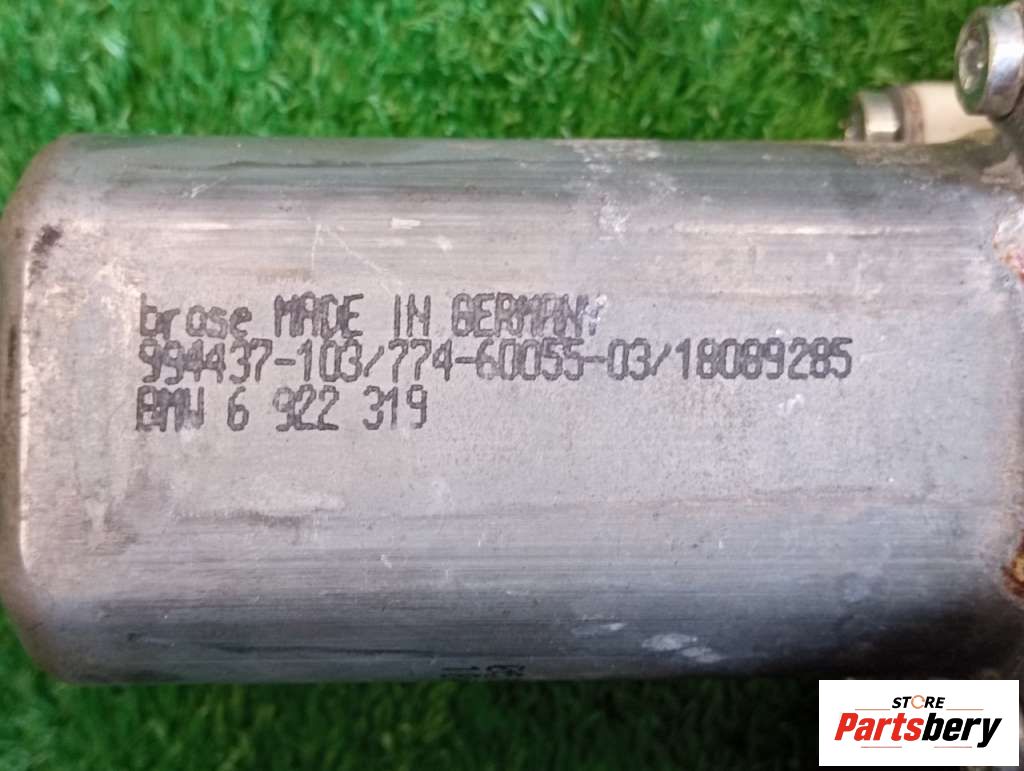 brose MADE IN GERMANY
994437-103/774-60055-03/18089285
BMW 6 922 319
STORE
Partsbery